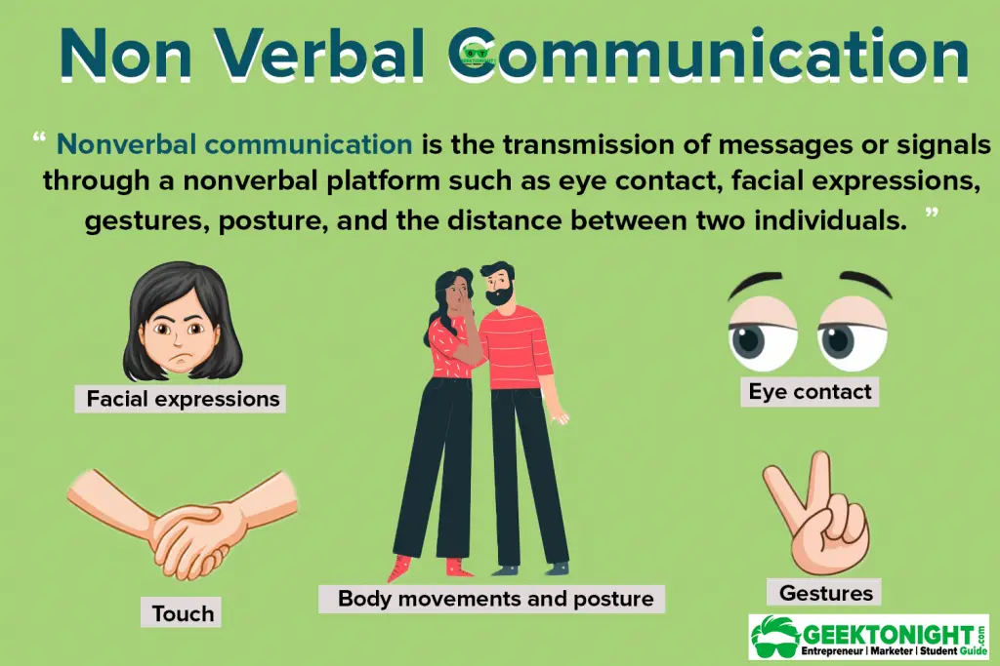 Non Verbal Communication
“ Nonverbal communication is the transmission of messages or signals
through a nonverbal platform such as eye contact, facial expressions,
gestures, posture, and the distance between two individuals. ”
Facial expressions
Eye contact
Touch
Body movements and posture
Gestures
GEEKTONIGHT.com
Entrepreneur | Marketer | Student Guide